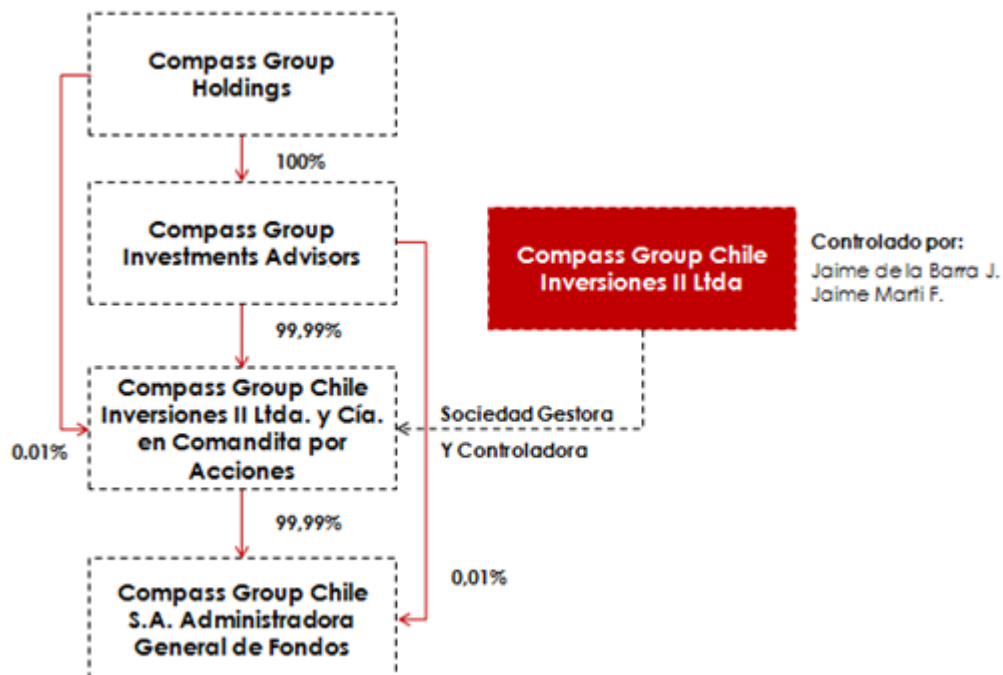 Compass Group
Holdings
100%
Compass Group
Investments Advisors
Compass Group Chile
Inversiones II Ltda
Controlado por:
Jaime de la Barra J.
Jaime Martí F.
99,99%
Compass Group Chile
Inversiones II Ltda. y Cía.
en Comandita por
Acciones
Sociedad Gestora
Y Controladora
0.01%
99,99%
0,01%
Compass Group Chile
S.A. Administradora
General de Fondos